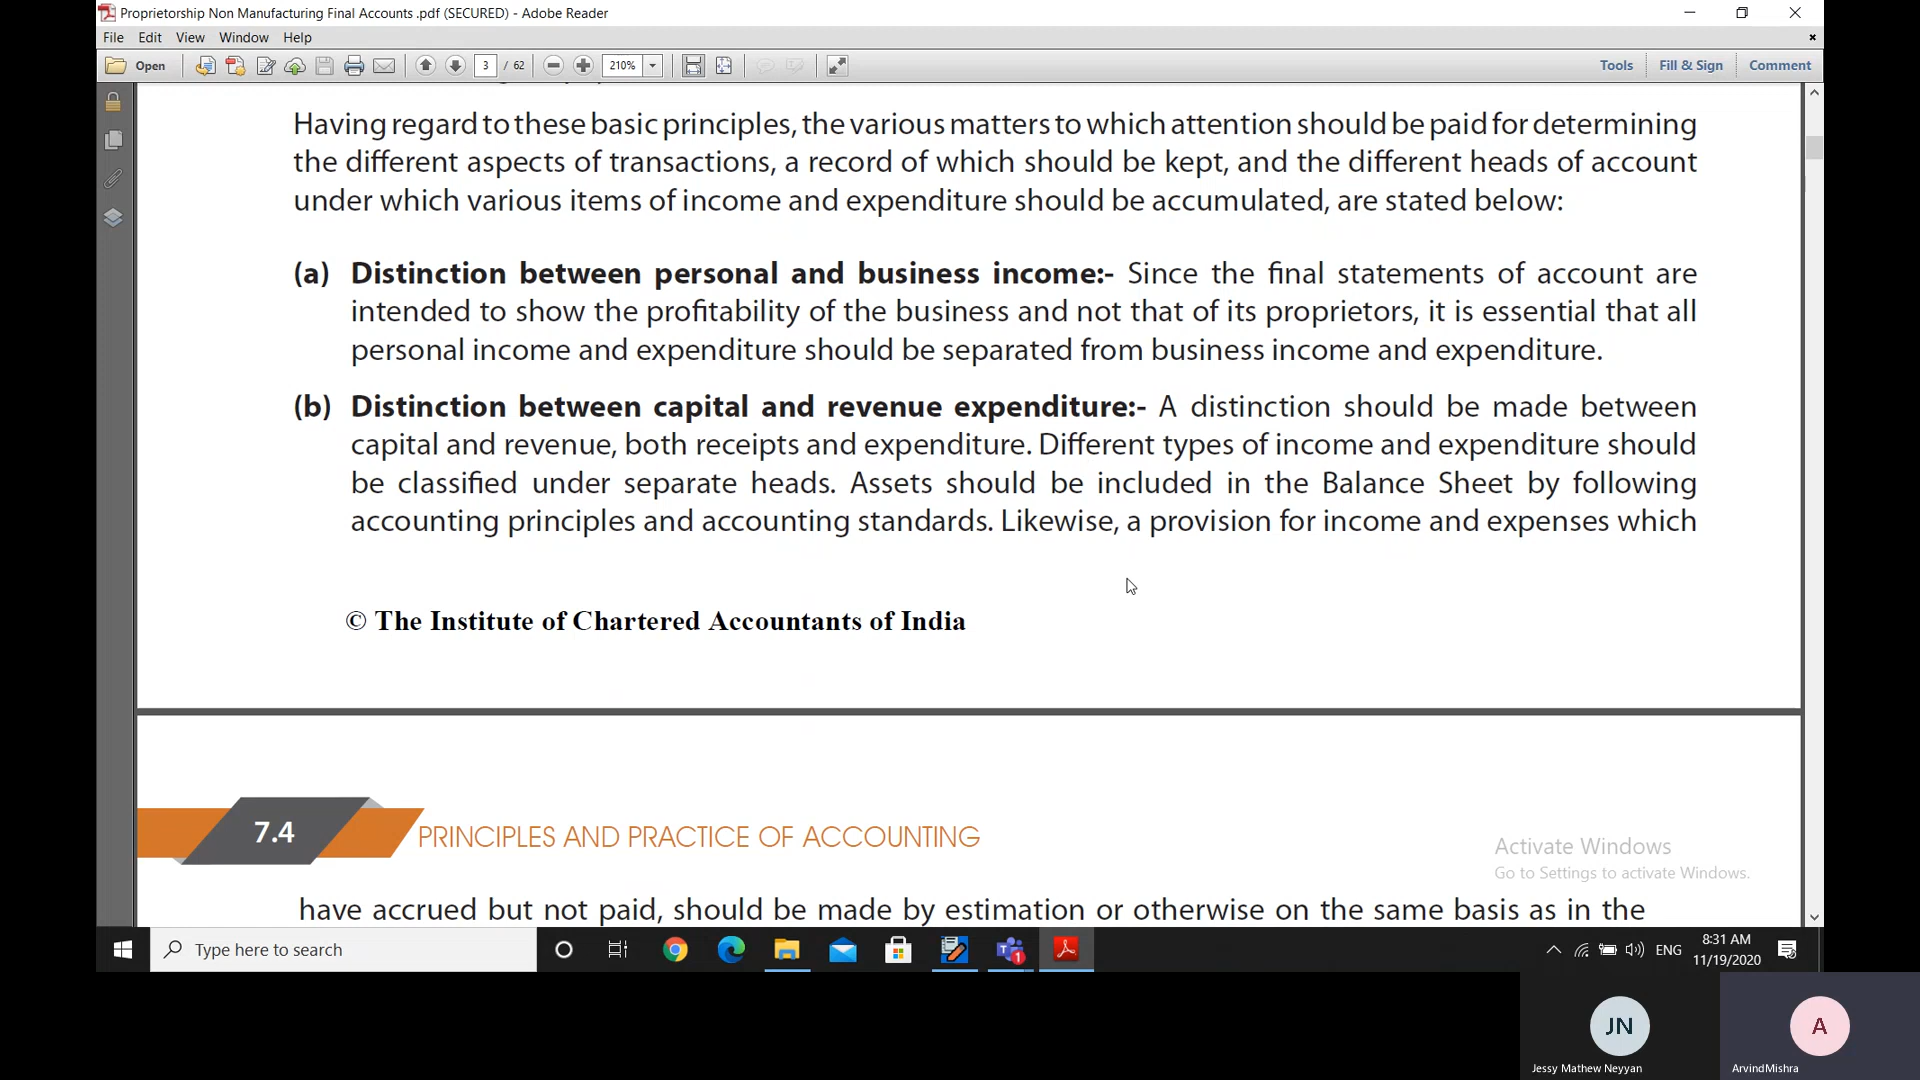 Proprietorship Non Manufacturing Final Accounts .pdf (SECURED) - Adobe Reader
File Edit View Window Help
Open 3 / 62 210% Tools Fill & Sign Comment
Having regard to these basic principles, the various matters to which attention should be paid for determining
the different aspects of transactions, a record of which should be kept, and the different heads of account
under which various items of income and expenditure should be accumulated, are stated below:
(a) Distinction between personal and business income:- Since the final statements of account are
intended to show the profitability of the business and not that of its proprietors, it is essential that all
personal income and expenditure should be separated from business income and expenditure.
(b) Distinction between capital and revenue expenditure:- A distinction should be made between
capital and revenue, both receipts and expenditure. Different types of income and expenditure should
be classified under separate heads. Assets should be included in the Balance Sheet by following
accounting principles and accounting standards. Likewise, a provision for income and expenses which
© The Institute of Chartered Accountants of India
7.4 PRINCIPLES AND PRACTICE OF ACCOUNTING
Activate Windows
Go to Settings to activate Windows.
have accrued but not paid, should be made by estimation or otherwise on the same basis as in the
Type here to search
1
ENG
8:31 AM
11/19/2020
JN
A
Jessy Mathew Neyyan
ArvindMishra